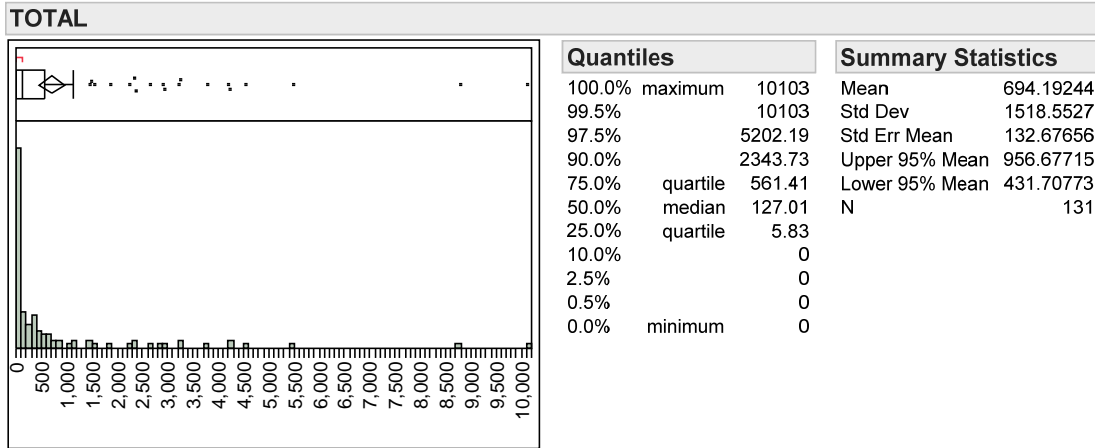 TOTAL
Quantiles
100.0% maximum 10103
99.5% 10103
97.5% 5202.19
90.0% 2343.73
75.0% quartile 561.41
50.0% median 127.01
25.0% quartile 5.83
10.0% 0
2.5% 0
0.5% 0
0.0% minimum 0
Summary Statistics
Mean 694.19244
Std Dev 1518.5527
Std Err Mean 132.67656
Upper 95% Mean 956.67715
Lower 95% Mean 431.70773
N 131
0 500 1,000 1,500 2,000 2,500 3,000 3,500 4,000 4,500 5,000 5,500 6,000 6,500 7,000 7,500 8,000 8,500 9,000 9,500 10,000